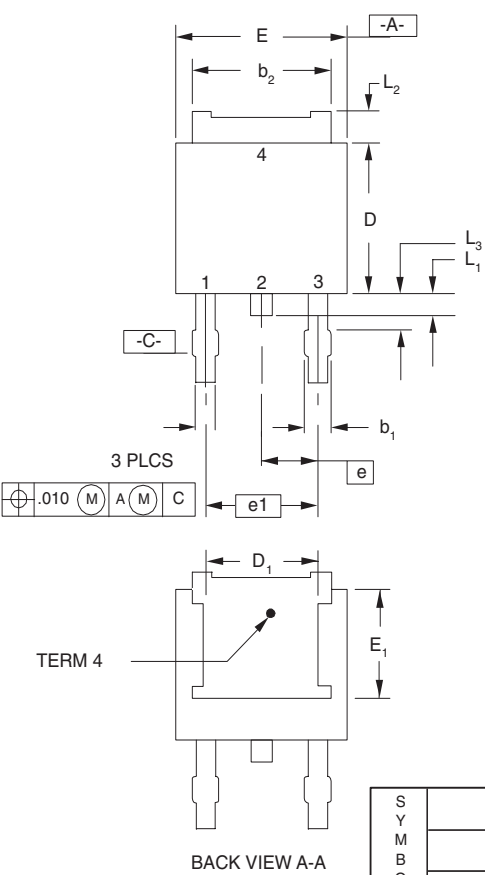 E
-A-
b2
L2
4
D
L3
L1
1 2 3
-C-
b1
3 PLCS
e
.010 M A M C
e1
D1
TERM 4
E1
BACK VIEW A-A
S
Y
M
B